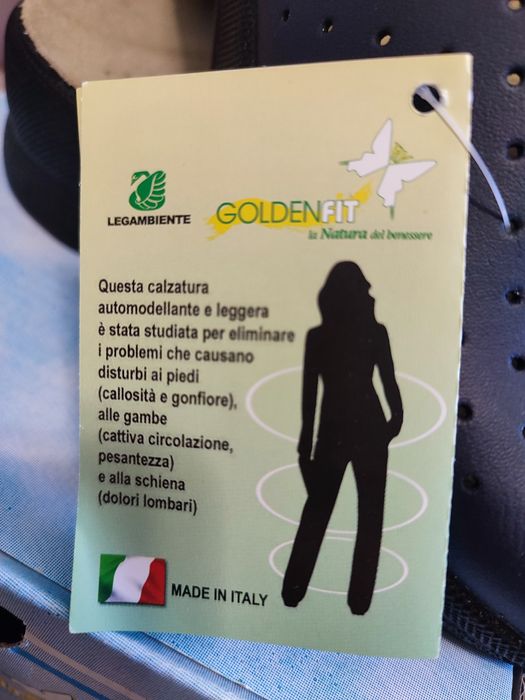 LEGAMBIENTE
GOLDENFIT
la Natura del benessere
Questa calzatura
automodellante e leggera
è stata studiata per eliminare
i problemi che causano
disturbi ai piedi
(callosità e gonfiore),
alle gambe
(cattiva circolazione,
pesantezza)
e alla schiena
(dolori lombari)
MADE IN ITALY